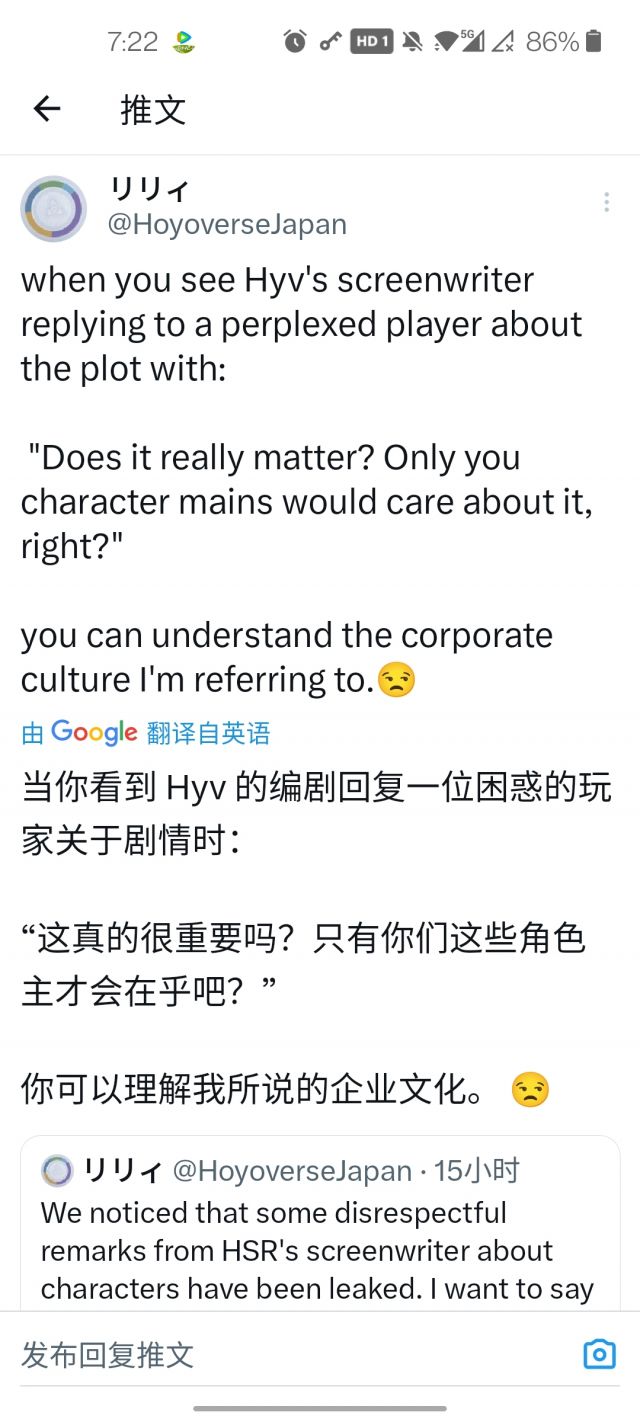 7:22 HD 1 5G 86%
推文
リリィ
@HoyoverseJapan
when you see Hyv's screenwriter
replying to a perplexed player about
the plot with:
"Does it really matter? Only you
character mains would care about it,
right?"
you can understand the corporate
culture I'm referring to.😒
由 Google 翻译自英语
当你看到 Hyv 的编剧回复一位困惑的玩
家关于剧情时：
“这真的很重要吗？只有你们这些角色
主才会在乎吧？”
你可以理解我所说的企业文化。 😒
リリィ @HoyoverseJapan · 15小时
We noticed that some disrespectful
remarks from HSR's screenwriter about
characters have been leaked. I want to say
发布回复推文